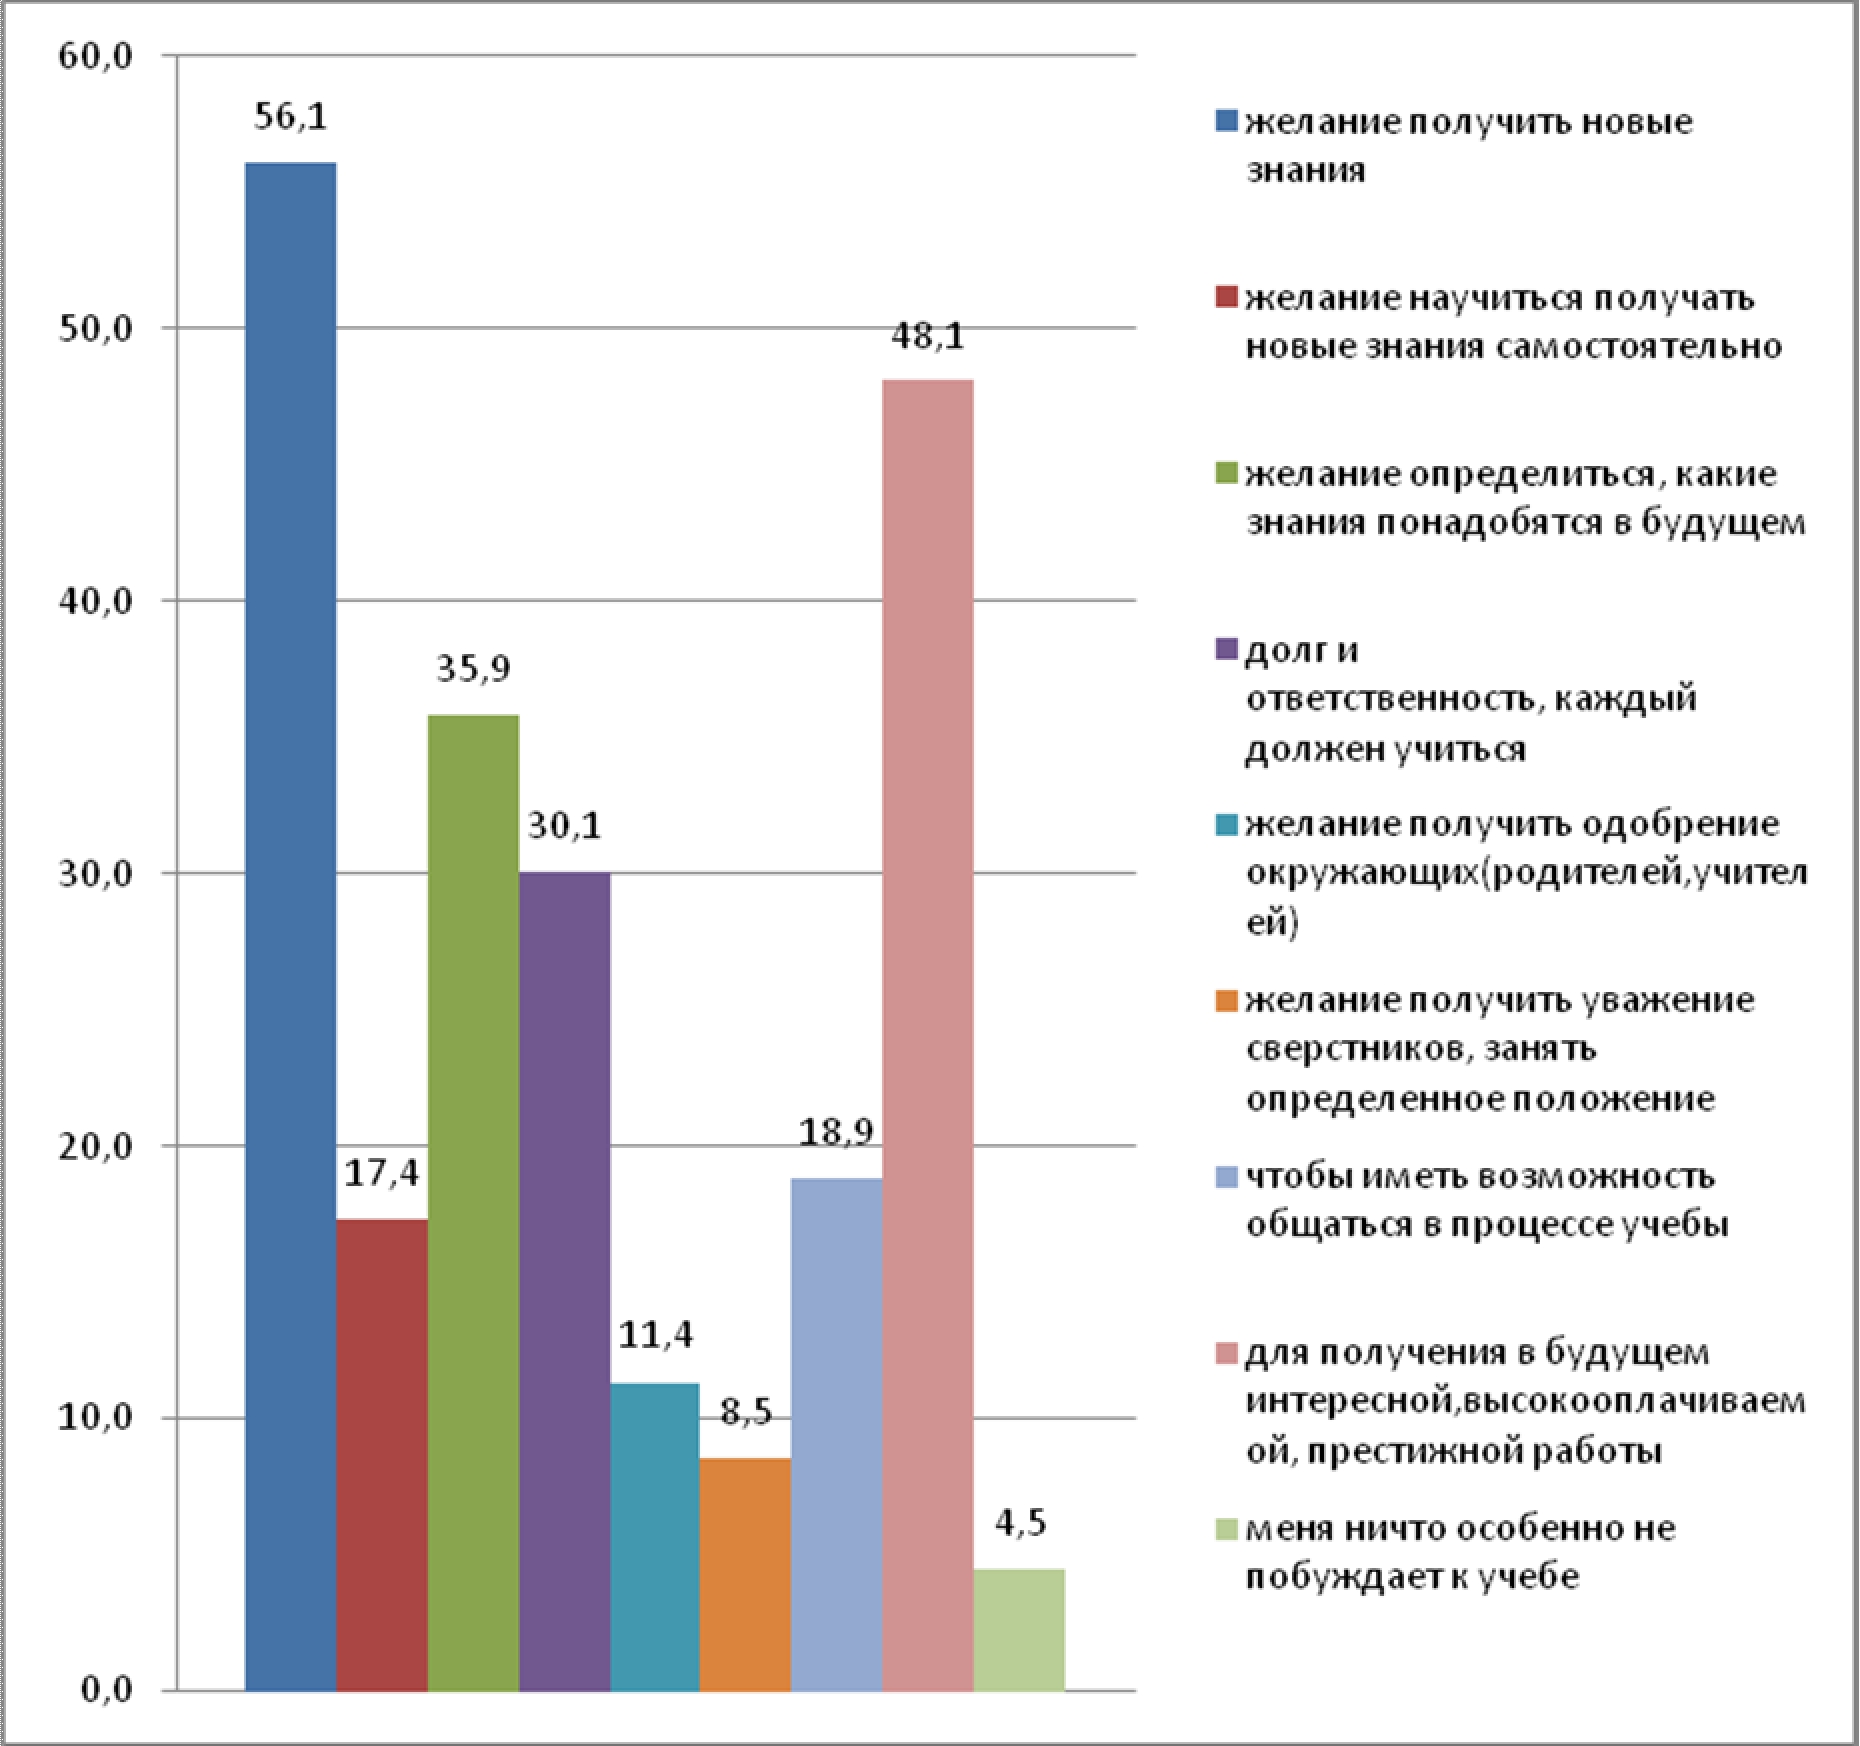 60,0
50,0
40,0
30,0
20,0
10,0
0,0
56,1
17,4
35,9
30,1
11,4
8,5
18,9
48,1
4,5
желание получить новые
знания
желание научиться получать
новые знания самостоятельно
желание определиться, какие
знания понадобятся в будущем
долг и
ответственность, каждый
должен учиться
желание получить одобрение
окружающих(родителей,учител
ей)
желание получить уважение
сверстников, занять
определенное положение
чтобы иметь возможность
общаться в процессе учебы
для получения в будущем
интересной,высокооплачиваем
ой, престижной работы
меня ничто особенно не
побуждает к учебе